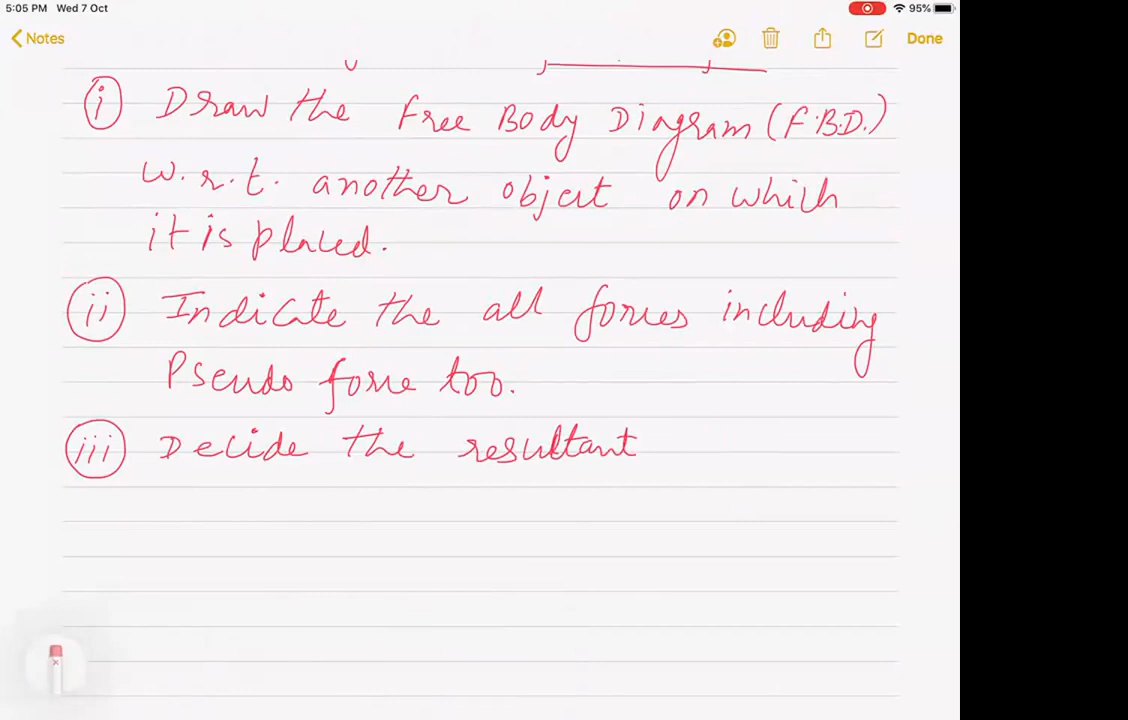 5:05 PM Wed 7 Oct 95%
Notes Done
(i) Draw the Free Body Diagram (F.B.D.)
w.r.t. another object on which
it is placed.
(ii) Indicate the all forces including
Pseudo force too.
(iii) Decide the resultant